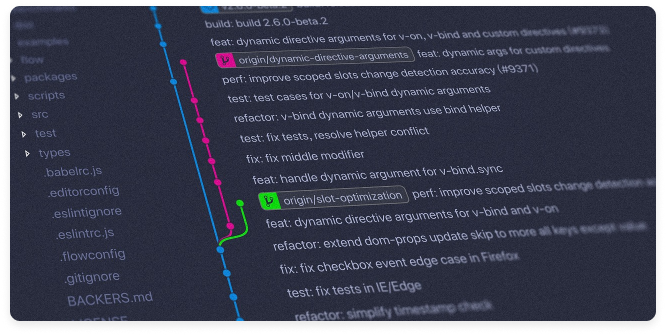 build: build 2.6.0-beta.2
feat: dynamic directive arguments for v-on, v-bind and custom directives (#9373)
origin/dynamic-directive-arguments feat: dynamic args for custom directives
perf: improve scoped slots change detection accuracy (#9371)
test: test cases for v-on/v-bind dynamic arguments
refactor: v-bind dynamic arguments use bind helper
test: fix tests, resolve helper conflict
fix: fix middle modifier
feat: handle dynamic argument for v-bind.sync
origin/slot-optimization perf: improve scoped slots change detection
feat: dynamic directive arguments for v-bind and v-on
refactor: extend dom-props update skip to more all keys except value
fix: fix checkbox event edge case in Firefox
test: fix tests in IE/Edge
refactor: simplify timestamp check
examples
flow
packages
scripts
src
test
types
.babelrc.js
.editorconfig
.eslintignore
.eslintrc.js
.flowconfig
.gitignore
BACKERS.md
LICENSE